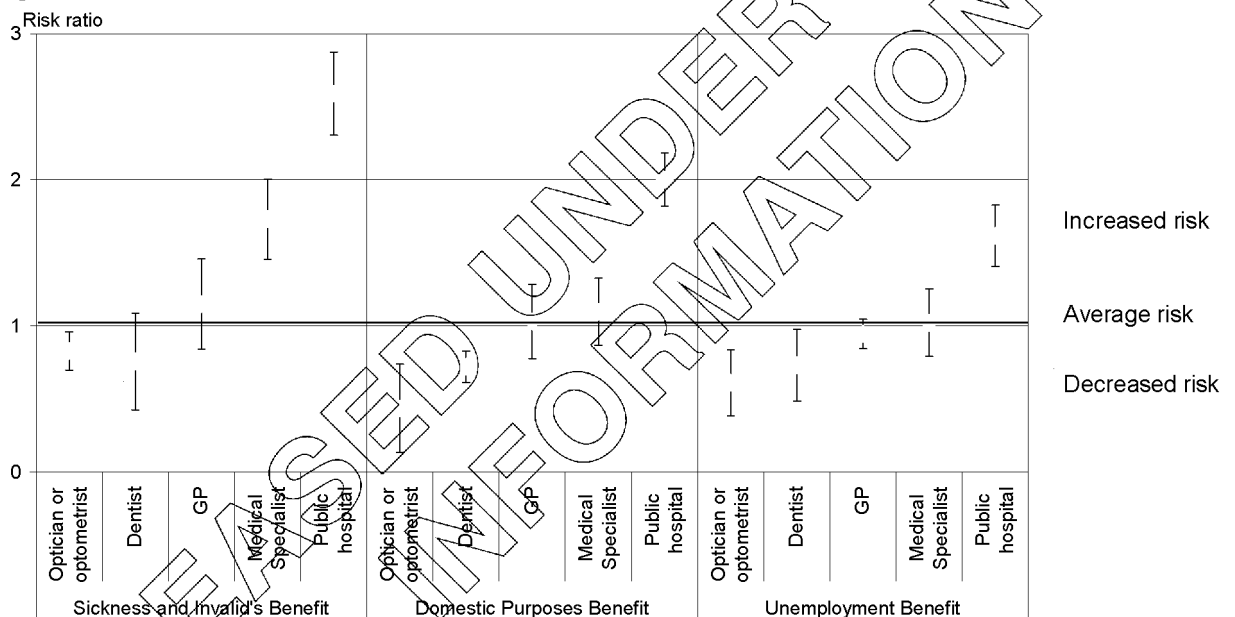 Risk ratio
3
2
1
0
Increased risk
Average risk
Decreased risk
Optician or
optometrist
Dentist
GP
Medical
Specialist
Public
hospital
Optician or
optometrist
Dentist
GP
Medical
Specialist
Public
hospital
Optician or
optometrist
Dentist
GP
Medical
Specialist
Public
hospital
Sickness and Invalid's Benefit
Domestic Purposes Benefit
Unemployment Benefit
EASED UNDER
INFORMATION